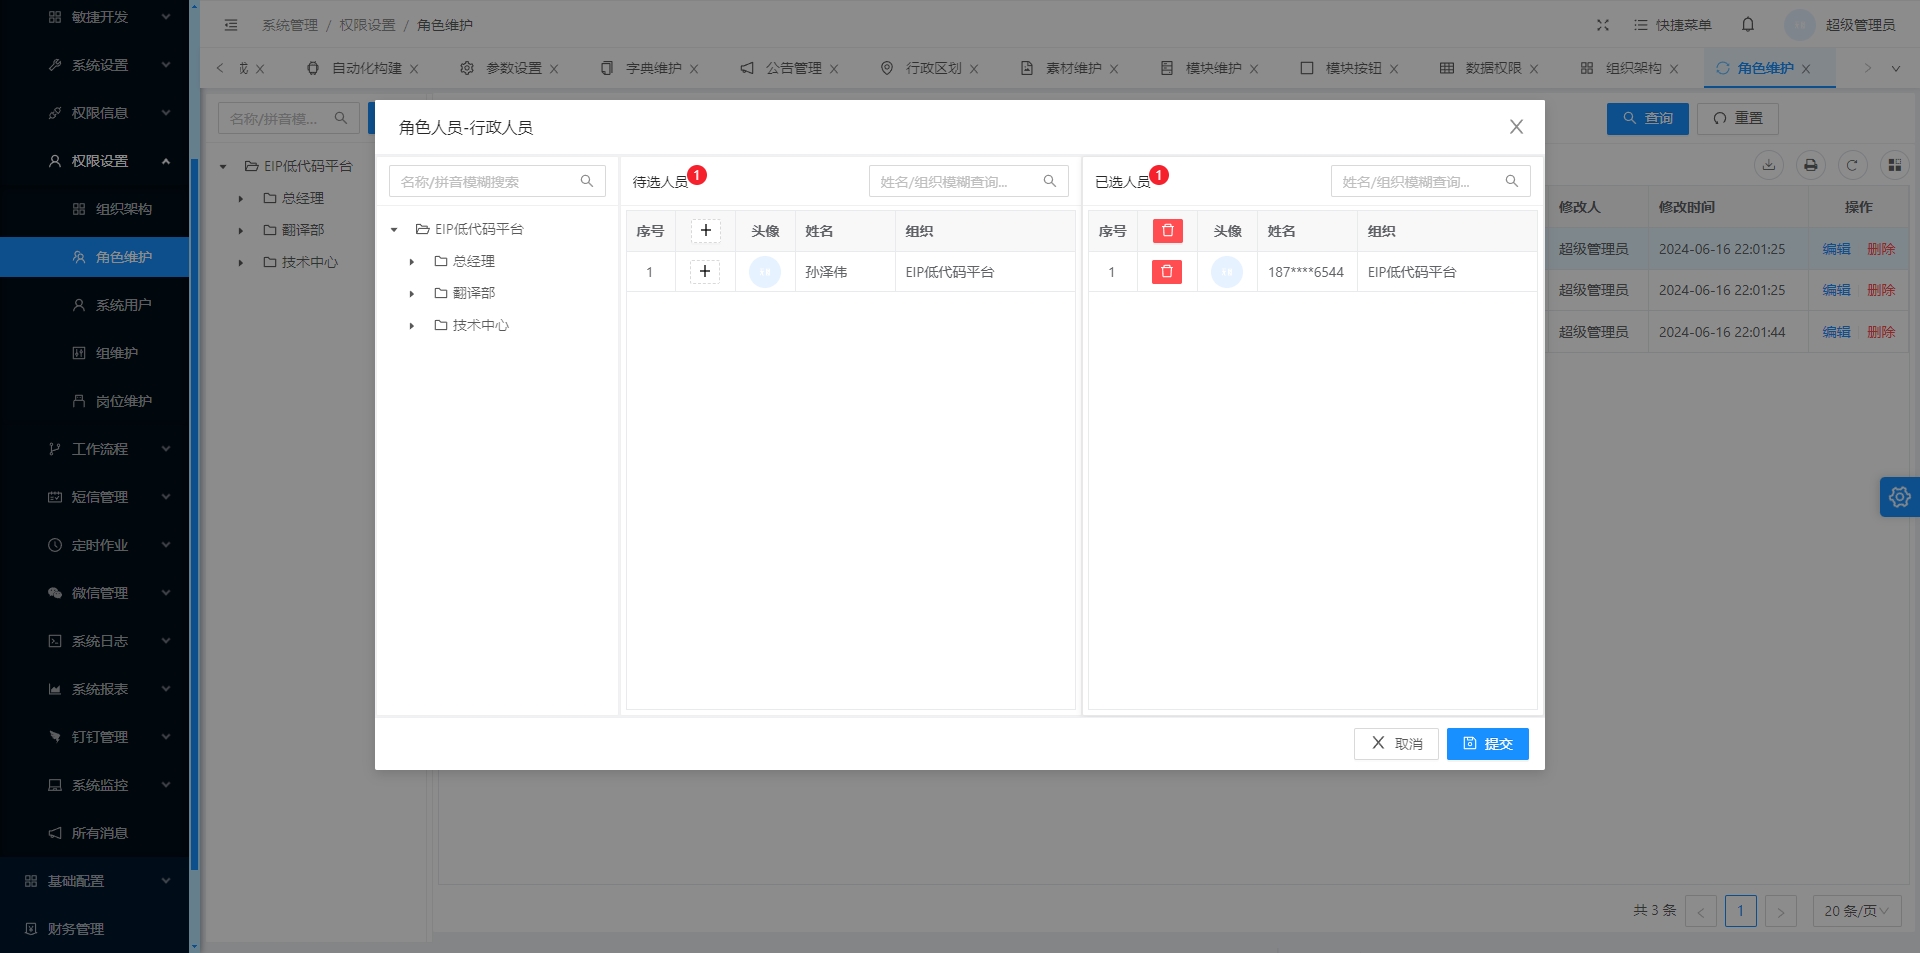 敏捷开发
系统设置
权限信息
权限设置
组织架构
角色维护
系统用户
组维护
岗位维护
工作流程
短信管理
定时作业
微信管理
系统日志
系统报表
钉钉管理
系统监控
所有消息
基础配置
财务管理
系统管理 / 权限设置 / 角色维护
快捷菜单
超级管理员
自动化构建
参数设置
字典维护
公告管理
行政区划
素材维护
模块维护
模块按钮
数据权限
组织架构
角色维护
名称/拼音模...
查询
重置
EIP低代码平台
总经理
翻译部
技术中心
修改人 修改时间 操作
超级管理员 2024-06-16 22:01:25 编辑 删除
超级管理员 2024-06-16 22:01:25 编辑 删除
超级管理员 2024-06-16 22:01:44 编辑 删除
角色人员-行政人员
名称/拼音模糊搜索
EIP低代码平台
总经理
翻译部
技术中心
待选人员 1
姓名/组织模糊查询...
序号 头像 姓名 组织
1 孙泽伟 EIP低代码平台
已选人员 1
姓名/组织模糊查询...
序号 头像 姓名 组织
1 187****6544 EIP低代码平台
取消
提交
共 3 条
1
20 条/页